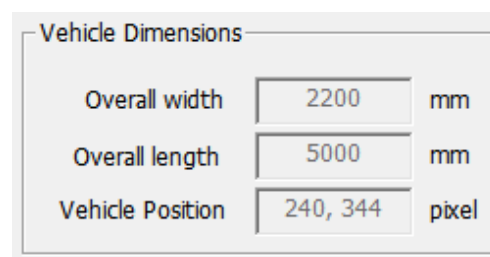 Vehicle Dimensions
Overall width 2200 mm
Overall length 5000 mm
Vehicle Position 240, 344 pixel